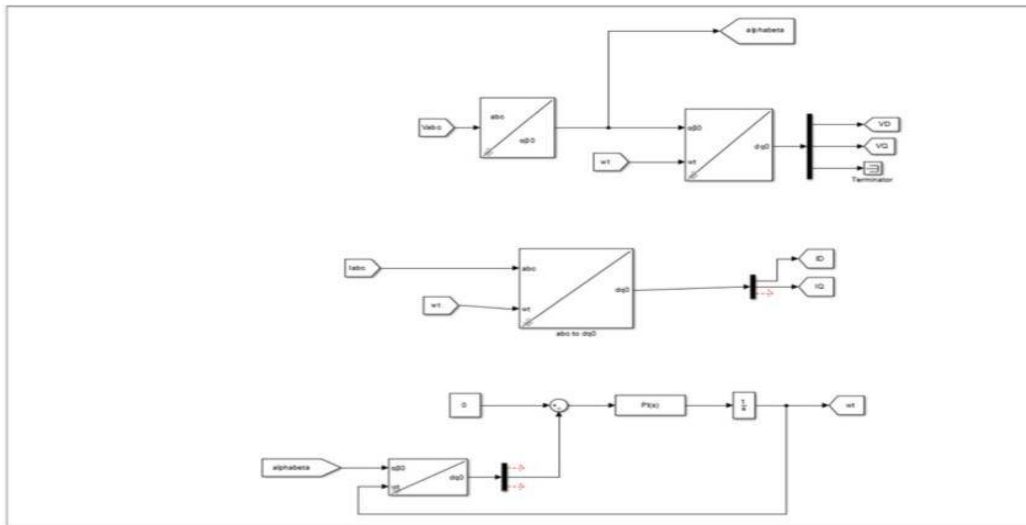 alphabeta
Vabc
abc
αβ0
wt
αβ0
wt
dq0
VD
VQ
Terminator
Iabc
wt
abc
wt
dq0
abc to dq0
ID
IQ
0
PI(s)
1
s
wt
alphabeta
αβ0
wt
dq0